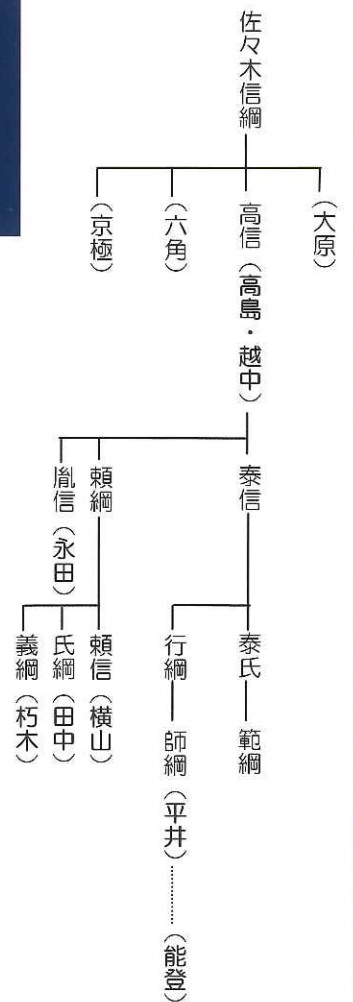 佐々木信綱
（大原）
高信（高島・越中）
（六角）
（京極）
泰信
頼綱
胤信（永田）
泰氏
範綱
行綱
師綱（平井）
（能登）
頼信（横山）
氏綱（田中）
義綱（朽木）